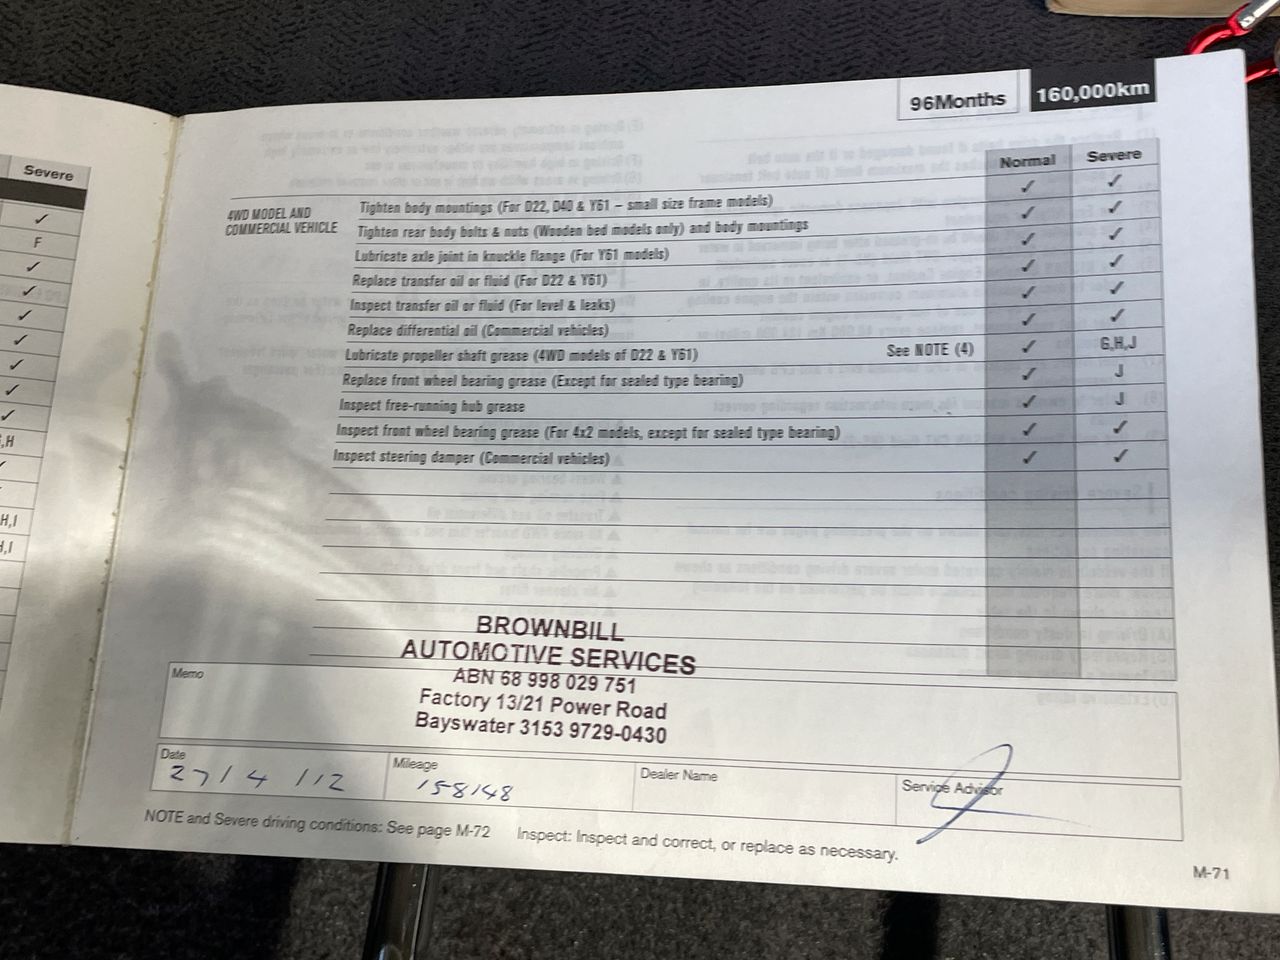 Severe
✓
F
✓
✓
✓
✓
✓
✓
✓
,H
H,I
H,I
96Months 160,000km
Normal Severe
4WD MODEL AND COMMERCIAL VEHICLE
Tighten body mountings (For D22, D40 & Y61 – small size frame models) ✓ ✓
Tighten rear body bolts & nuts (Wooden bed models only) and body mountings ✓ ✓
Lubricate axle joint in knuckle flange (For Y61 models) ✓ ✓
Replace transfer oil or fluid (For D22 & Y61) ✓ ✓
Inspect transfer oil or fluid (For level & leaks) ✓ ✓
Replace differential oil (Commercial vehicles) ✓ ✓
Lubricate propeller shaft grease (4WD models of D22 & Y61) See NOTE (4) ✓ G,H,J
Replace front wheel bearing grease (Except for sealed type bearing) ✓ J
Inspect free-running hub grease ✓ J
Inspect front wheel bearing grease (For 4x2 models, except for sealed type bearing) ✓ ✓
Inspect steering damper (Commercial vehicles) ✓ ✓
BROWNBILL
AUTOMOTIVE SERVICES
ABN 68 998 029 751
Factory 13/21 Power Road
Bayswater 3153 9729-0430
Memo
Date Mileage Dealer Name Service Advisor
27/4/12 158148
NOTE and Severe driving conditions: See page M-72 Inspect: Inspect and correct, or replace as necessary.
M-71